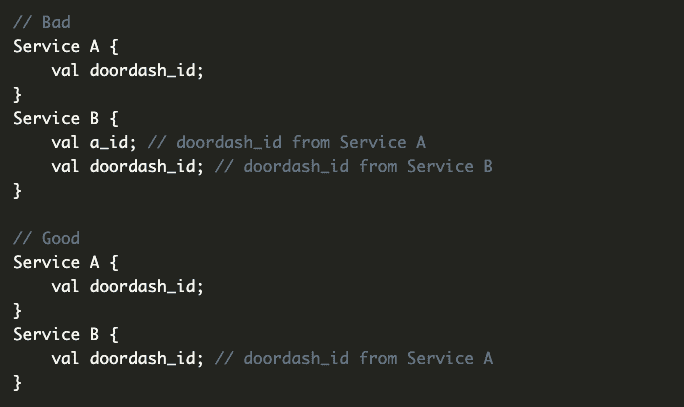 // Bad
Service A {
    val doordash_id;
}
Service B {
    val a_id; // doordash_id from Service A
    val doordash_id; // doordash_id from Service B
}

// Good
Service A {
    val doordash_id;
}
Service B {
    val doordash_id; // doordash_id from Service A
}